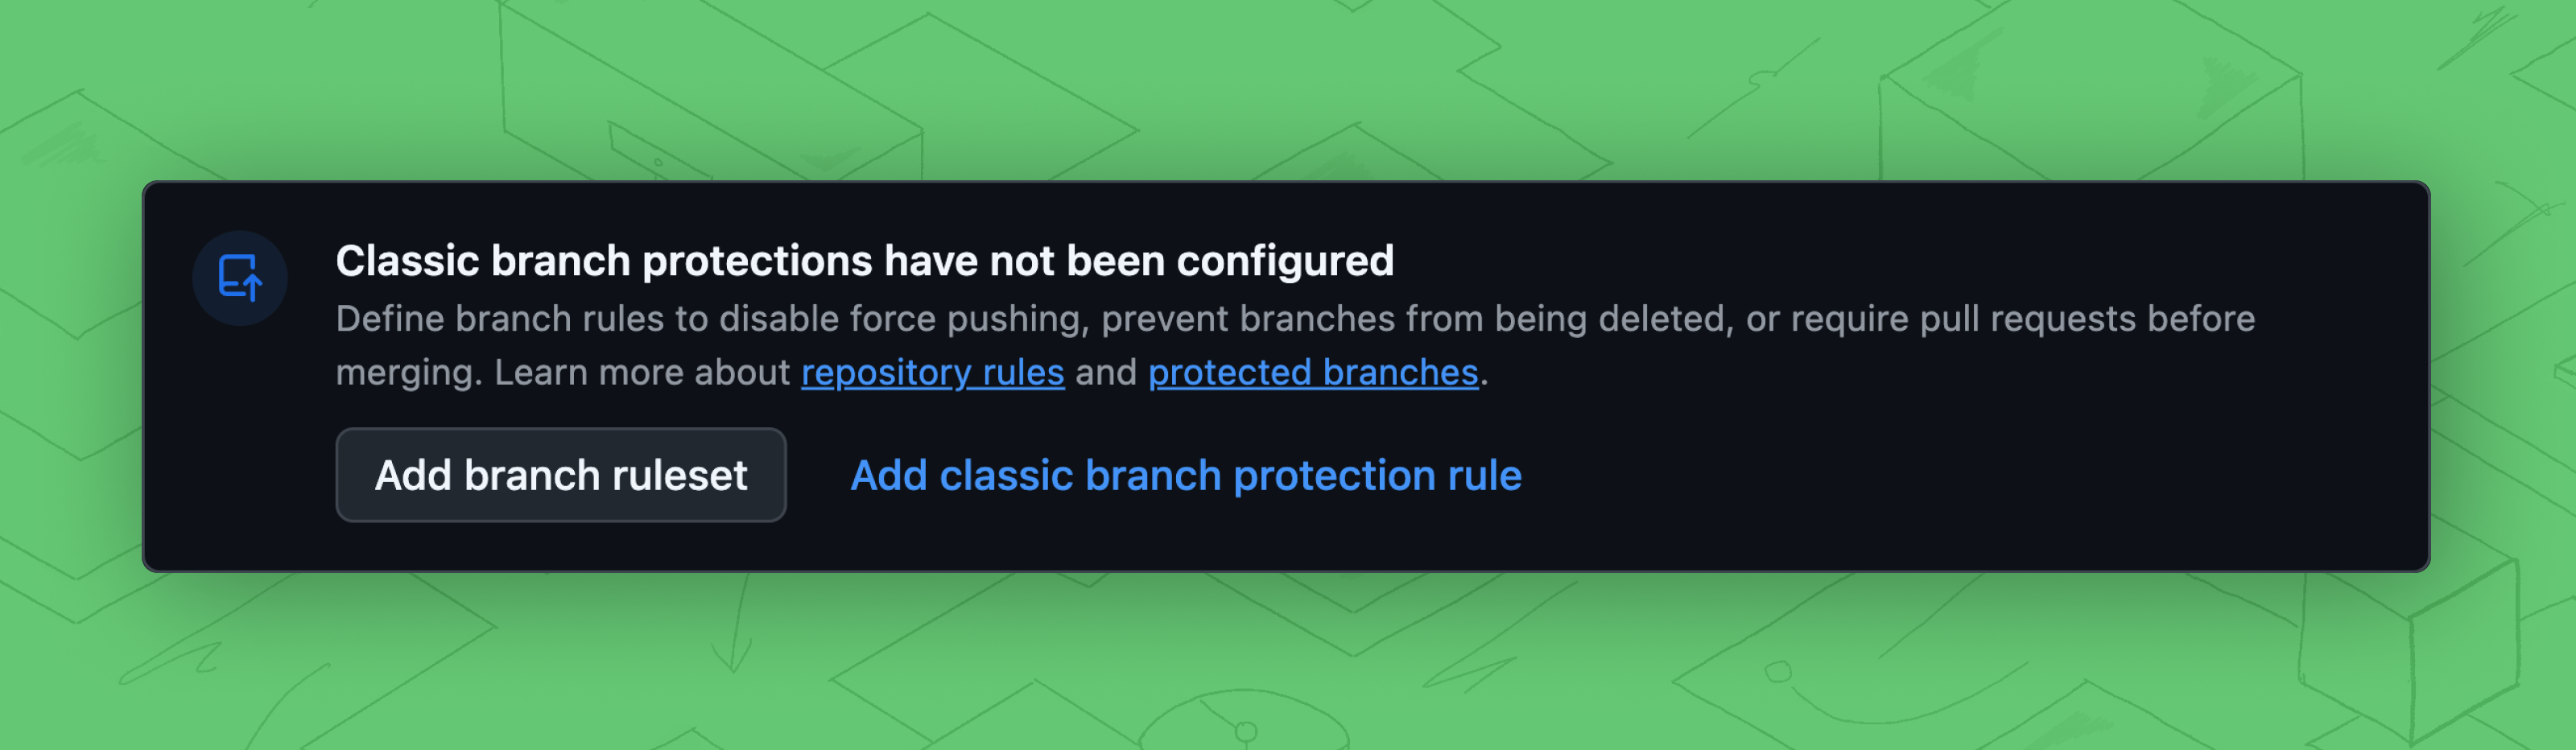 Classic branch protections have not been configured
Define branch rules to disable force pushing, prevent branches from being deleted, or require pull requests before
merging. Learn more about repository rules and protected branches.
Add branch ruleset
Add classic branch protection rule